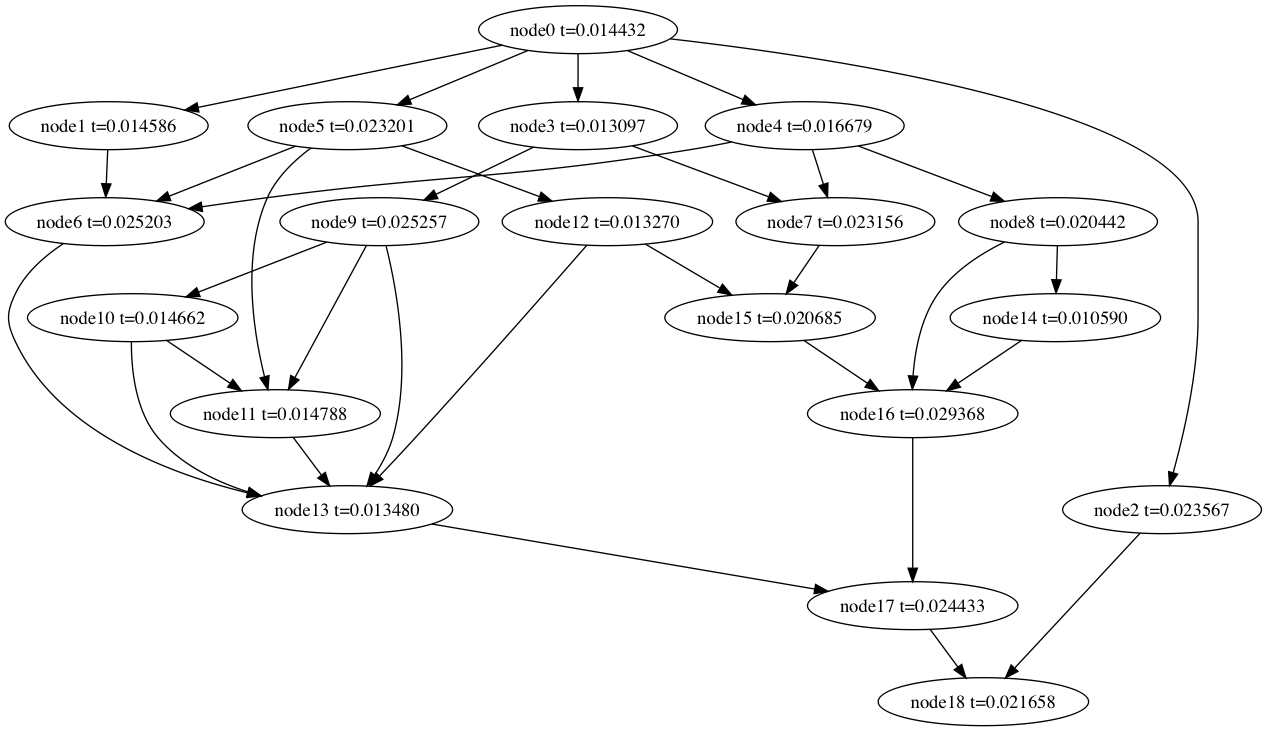 node0 t=0.014432
node1 t=0.014586
node5 t=0.023201
node3 t=0.013097
node4 t=0.016679
node6 t=0.025203
node9 t=0.025257
node12 t=0.013270
node7 t=0.023156
node8 t=0.020442
node10 t=0.014662
node15 t=0.020685
node14 t=0.010590
node11 t=0.014788
node16 t=0.029368
node13 t=0.013480
node2 t=0.023567
node17 t=0.024433
node18 t=0.021658